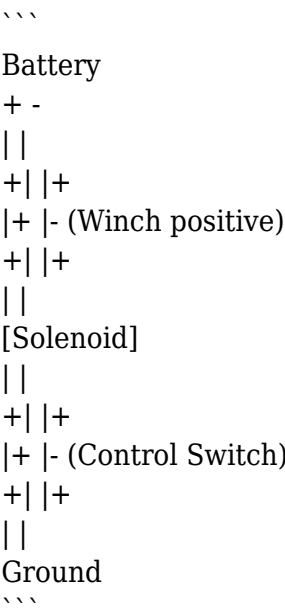 ```
Battery
+ -
| |
+| |+
|+ |- (Winch positive)
+| |+
| |
[Solenoid]
| |
+| |+
|+ |- (Control Switch)
+| |+
| |
Ground
```